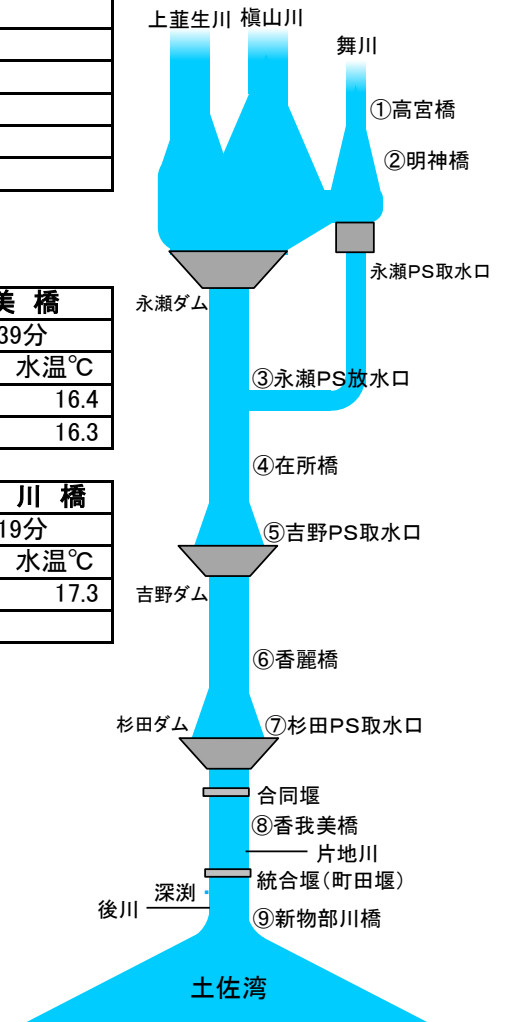 上韮生川 槇山川
舞川
①高宮橋
②明神橋
永瀬PS取水口
永瀬ダム
美 橋
39分
水温℃
16.4
16.3
③永瀬PS放水口
④在所橋
川 橋
19分
水温℃
17.3
⑤吉野PS取水口
吉野ダム
⑥香麗橋
杉田ダム
⑦杉田PS取水口
合同堰
⑧香我美橋
片地川
統合堰(町田堰)
深渕
後川
⑨新物部川橋
土佐湾